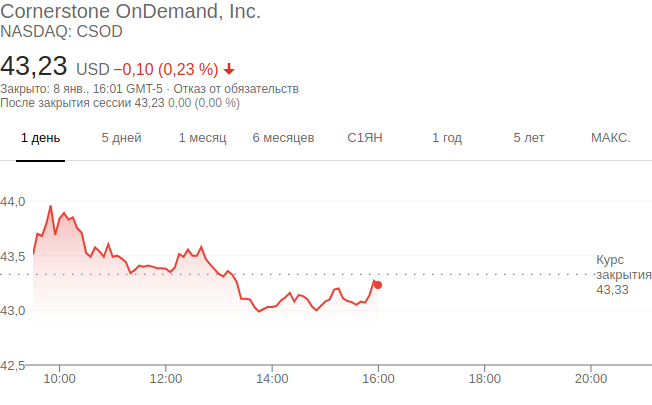 Cornerstone OnDemand, Inc.
NASDAQ: CSOD
43,23 USD −0,10 (0,23 %)
Закрыто: 8 янв., 16:01 GMT-5 · Отказ от обязательств
После закрытия сессии 43,23 0,00 (0,00 %)
1 день 5 дней 1 месяц 6 месяцев С1ЯН 1 год 5 лет МАКС.
44,0
43,5
43,0
42,5
Курс
закрытия
43,33
10:00 12:00 14:00 16:00 18:00 20:00